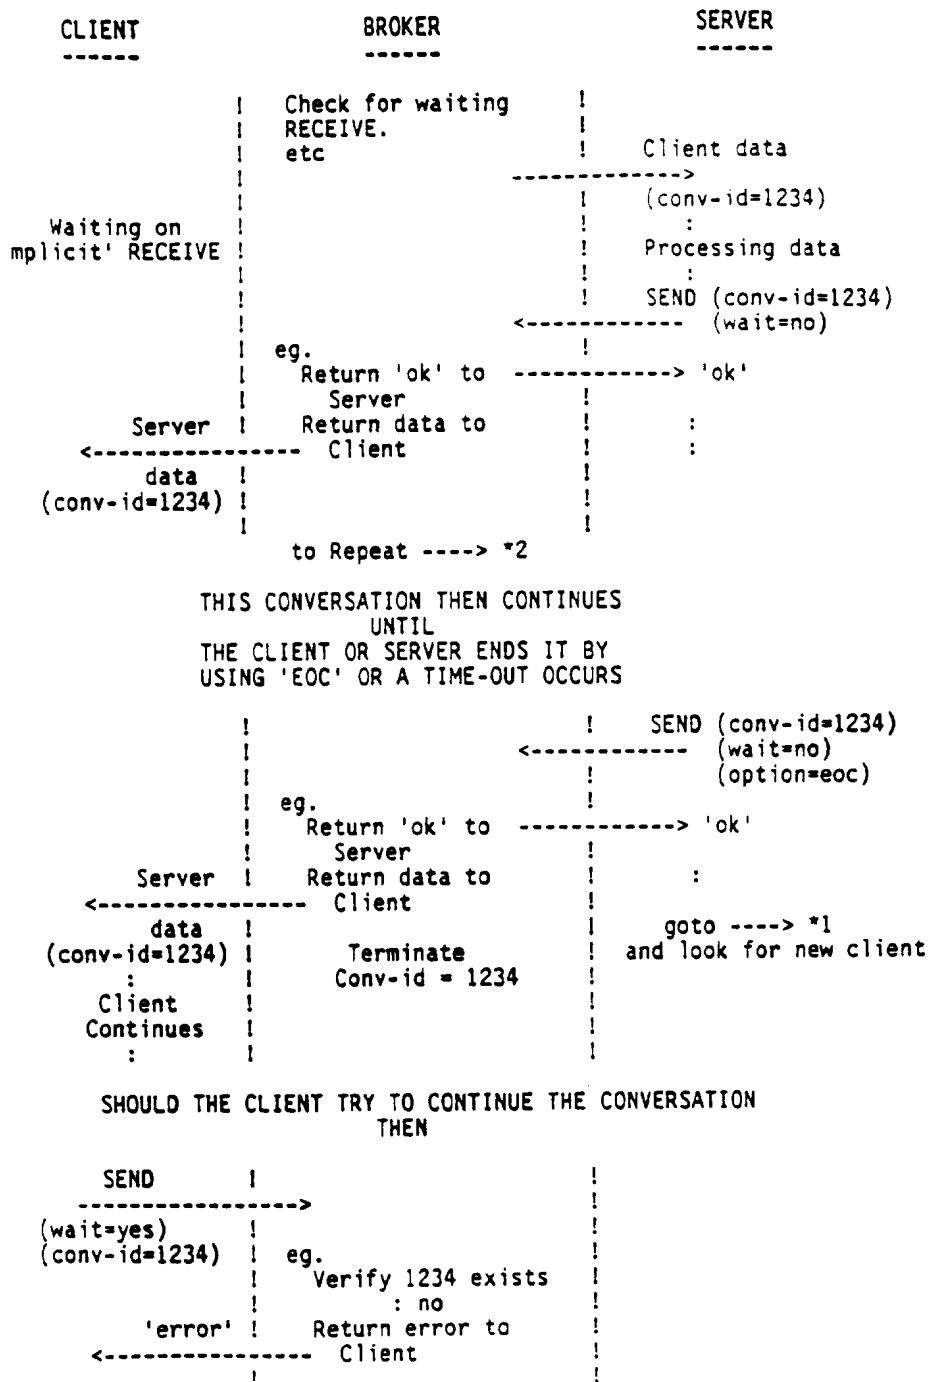 CLIENT BROKER SERVER
------ ------ ------
! Check for waiting !
! RECEIVE. !
! etc ! Client data
! ------------->
! ! (conv-id=1234)
Waiting on ! ! :
mplicit' RECEIVE ! ! Processing data
! ! :
! ! SEND (conv-id=1234)
! <------------ (wait=no)
! eg. !
! Return 'ok' to ------------> 'ok'
! Server !
Server ! Return data to ! :
<----------------- Client ! :
data ! !
(conv-id=1234) ! !
! !
to Repeat ----> *2
THIS CONVERSATION THEN CONTINUES
UNTIL
THE CLIENT OR SERVER ENDS IT BY
USING 'EOC' OR A TIME-OUT OCCURS
! ! SEND (conv-id=1234)
! <------------ (wait=no)
! ! (option=eoc)
! eg. !
! Return 'ok' to ------------> 'ok'
! Server !
Server ! Return data to ! :
<----------------- Client !
data ! ! goto ----> *1
(conv-id=1234) ! Terminate ! and look for new client
: ! Conv-id = 1234 !
Client ! !
Continues ! !
: ! !
SHOULD THE CLIENT TRY TO CONTINUE THE CONVERSATION
THEN
SEND ! !
-----------------> !
(wait=yes) ! !
(conv-id=1234) ! eg. !
! Verify 1234 exists !
! : no !
'error' ! Return error to !
<----------------- Client !
! !